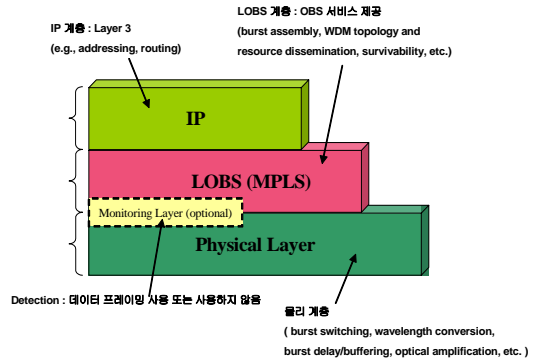 LOBS 계층 : OBS 서비스 제공
(burst assembly, WDM topology and
resource dissemination, survivability, etc.)
IP 계층 : Layer 3
(e.g., addressing, routing)
IP
LOBS (MPLS)
Monitoring Layer (optional)
Physical Layer
Detection : 데이터 프레이밍 사용 또는 사용하지 않음
물리 계층
( burst switching, wavelength conversion,
burst delay/buffering, optical amplification, etc. )